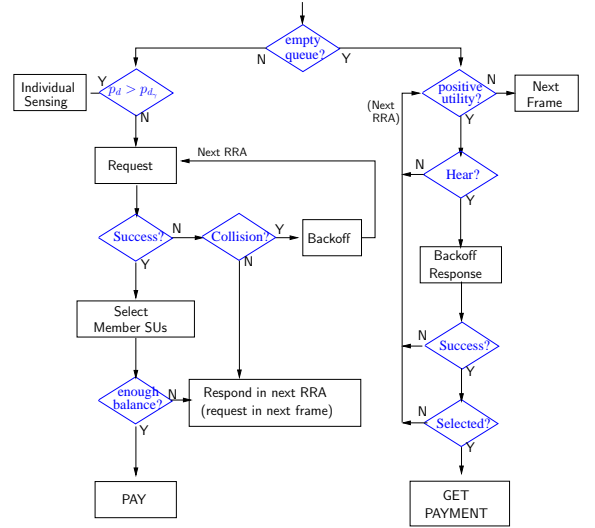 empty
queue?
N
Y
Individual
Sensing
Y
p_d > p_{d_γ}
N
(Next
RRA)
positive
utility?
N
Y
Next
Frame
Request
Next RRA
N
Hear?
Y
Success?
N
Y
Collision?
Y
N
Backoff
Backoff
Response
Select
Member SUs
N
Success?
Y
enough
balance?
N
Y
Respond in next RRA
(request in next frame)
N
Selected?
Y
PAY
GET
PAYMENT